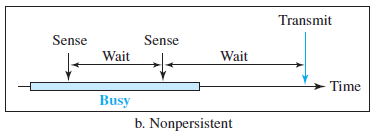 Transmit
Sense Sense
Wait Wait
Time
Busy
b. Nonpersistent